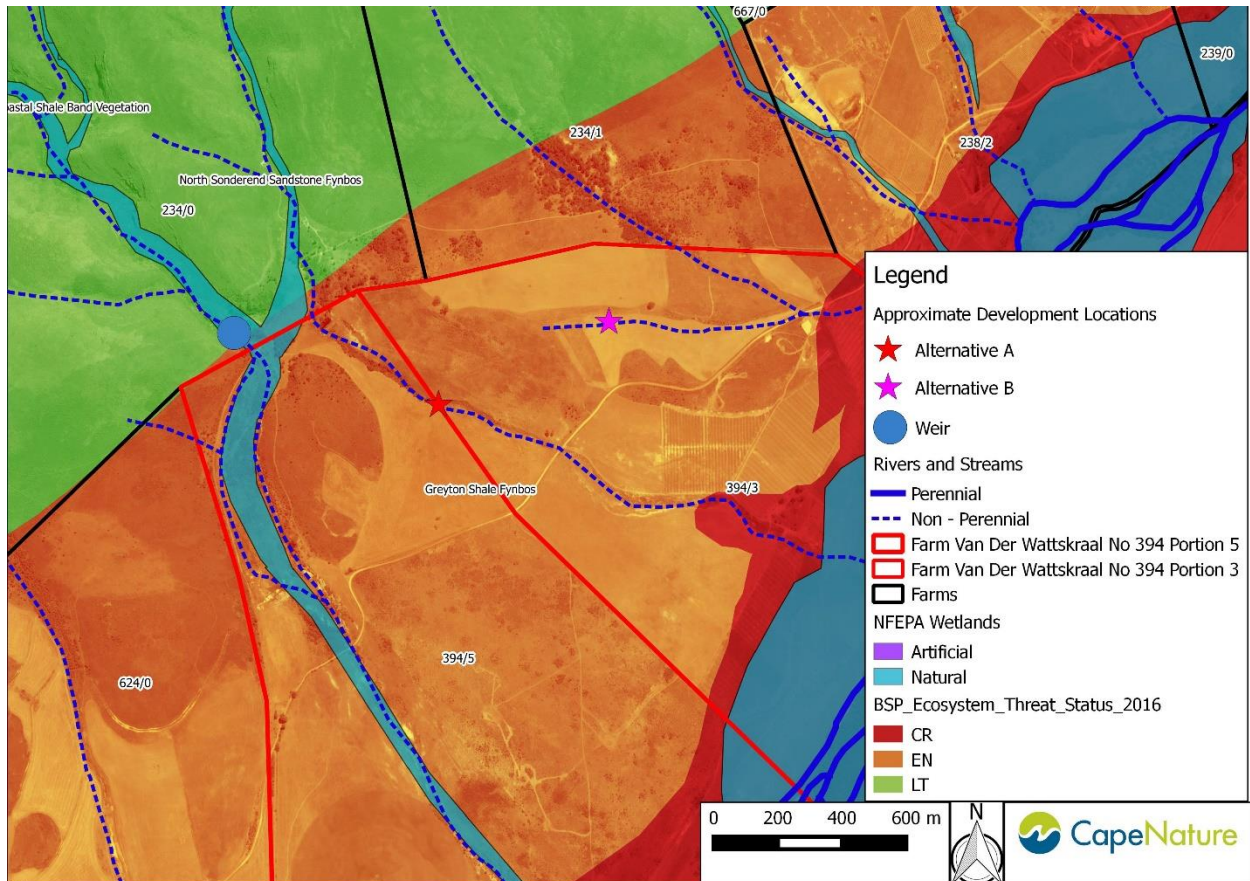 667/0
239/0
oastal Shale Band Vegetation
234/1
238/2
North Sonderend Sandstone Fynbos
234/0
Greyton Shale Fynbos
394/3
394/5
624/0
Legend
Approximate Development Locations
Alternative A
Alternative B
Weir
Rivers and Streams
Perennial
Non - Perennial
Farm Van Der Wattskraal No 394 Portion 5
Farm Van Der Wattskraal No 394 Portion 3
Farms
NFEPA Wetlands
Artificial
Natural
BSP_Ecosystem_Threat_Status_2016
CR
EN
LT
0 200 400 600 m
N
CapeNature